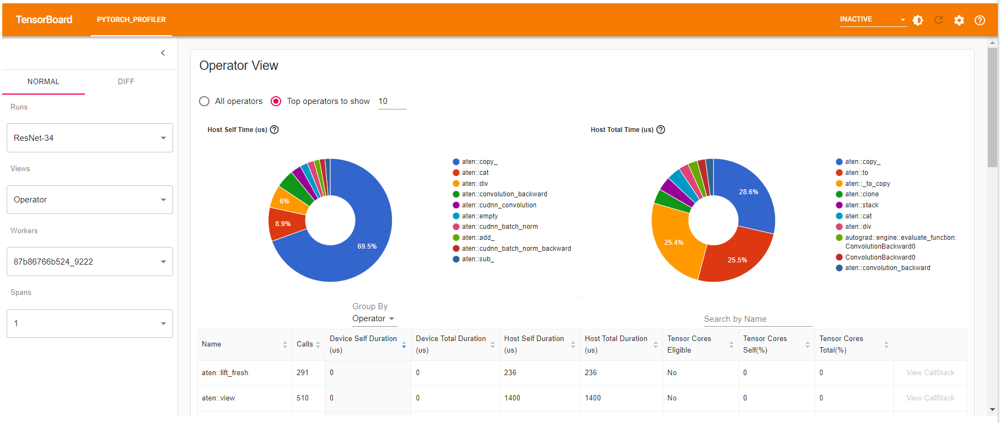 TensorBoard
PYTORCH_PROFILER
INACTIVE
NORMAL
DIFF
Runs
ResNet-34
Views
Operator
Workers
87b86766b524_9222
Spans
1
Operator View
All operators
Top operators to show
10
Host Self Time (us)
69.5%
8.9%
6%
aten::copy_
aten::cat
aten::div
aten::convolution_backward
aten::cudnn_convolution
aten::empty
aten::cudnn_batch_norm
aten::add_
aten::cudnn_batch_norm_backward
aten::sub_
Host Total Time (us)
28.6%
25.5%
25.4%
aten::copy_
aten::to
aten::_to_copy
aten::clone
aten::stack
aten::cat
aten::div
autograd::engine::evaluate_function:
ConvolutionBackward0
ConvolutionBackward0
aten::convolution_backward
Group By
Operator
Search by Name
Name
Calls
Device Self Duration
(us)
Device Total Duration
(us)
Host Self Duration
(us)
Host Total Duration
(us)
Tensor Cores
Eligible
Tensor Cores
Self(%)
Tensor Cores
Total(%)
aten::lift_fresh 291 0 0 236 236 No 0 0 View CallStack
aten::view 510 0 0 1400 1400 No 0 0 View CallStack